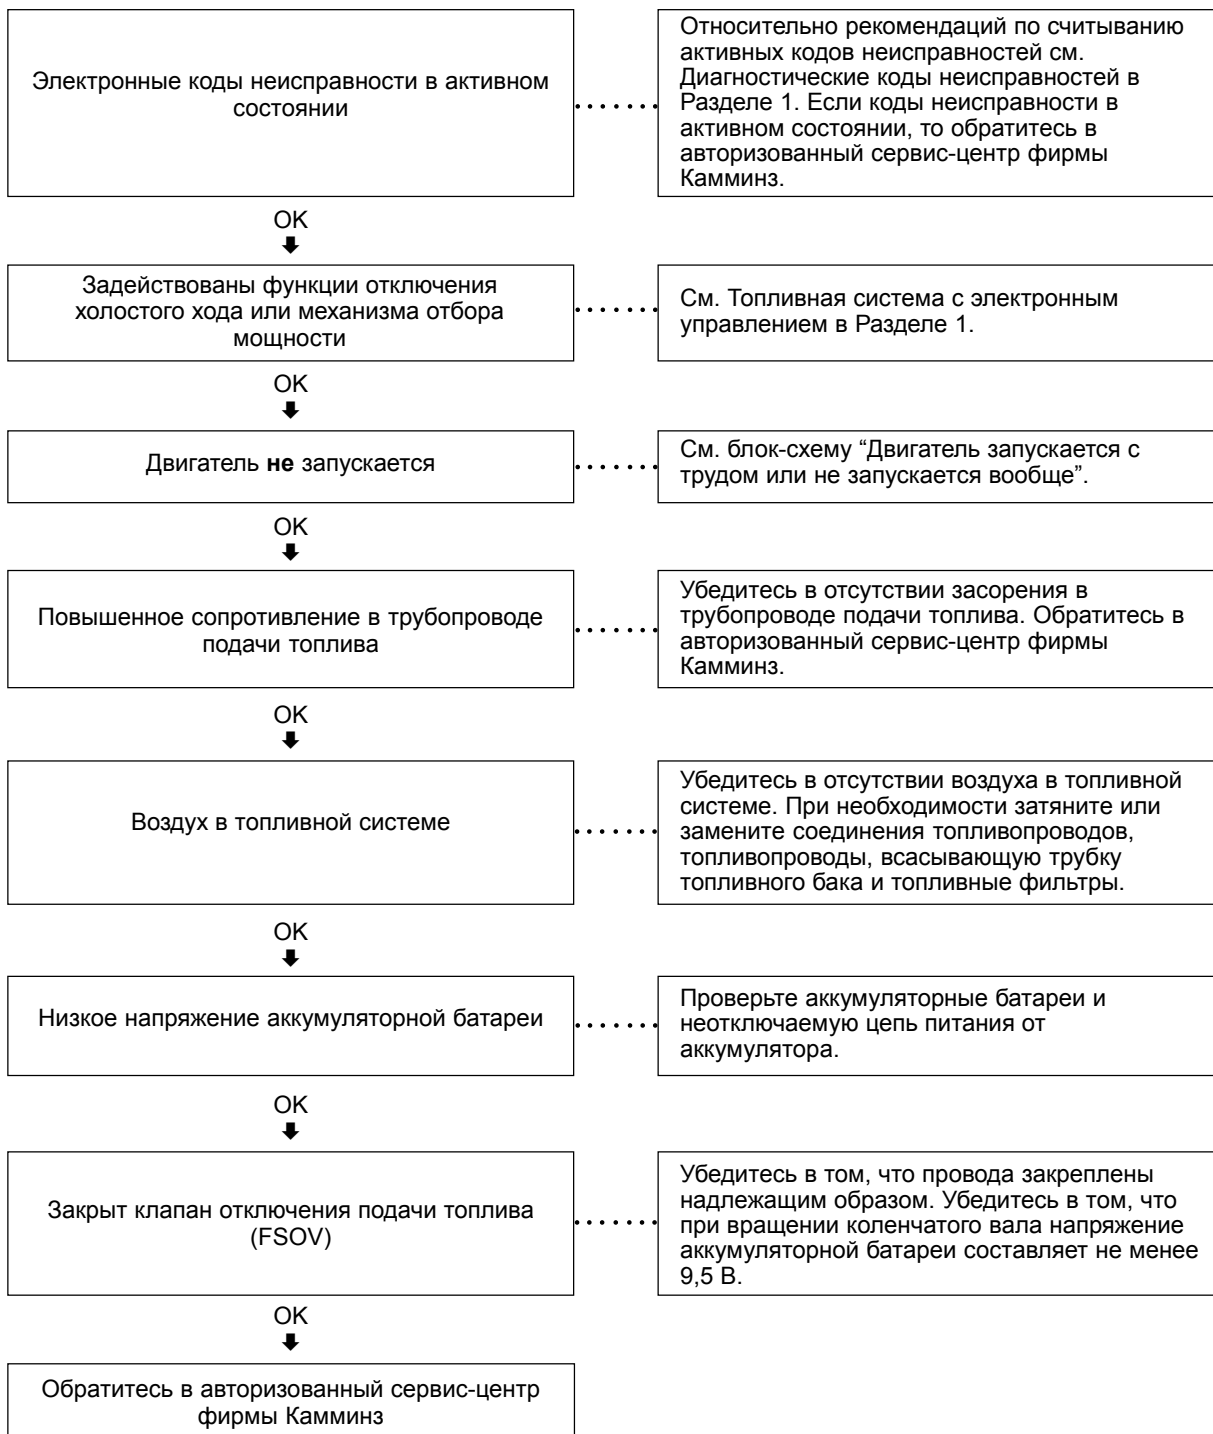 Электронные коды неисправности в активном
состоянии
Относительно рекомендаций по считыванию
активных кодов неисправностей см.
Диагностические коды неисправностей в
Разделе 1. Если коды неисправности в
активном состоянии, то обратитесь в
авторизованный сервис-центр фирмы
Камминз.
OK
Задействованы функции отключения
холостого хода или механизма отбора
мощности
См. Топливная система с электронным
управлением в Разделе 1.
OK
Двигатель не запускается
См. блок-схему “Двигатель запускается с
трудом или не запускается вообще”.
OK
Повышенное сопротивление в трубопроводе
подачи топлива
Убедитесь в отсутствии засорения в
трубопроводе подачи топлива. Обратитесь в
авторизованный сервис-центр фирмы
Камминз.
OK
Воздух в топливной системе
Убедитесь в отсутствии воздуха в топливной
системе. При необходимости затяните или
замените соединения топливопроводов,
топливопроводы, всасывающую трубку
топливного бака и топливные фильтры.
OK
Низкое напряжение аккумуляторной батареи
Проверьте аккумуляторные батареи и
неотключаемую цепь питания от
аккумулятора.
OK
Закрыт клапан отключения подачи топлива
(FSOV)
Убедитесь в том, что провода закреплены
надлежащим образом. Убедитесь в том, что
при вращении коленчатого вала напряжение
аккумуляторной батареи составляет не менее
9,5 В.
OK
Обратитесь в авторизованный сервис-центр
фирмы Камминз